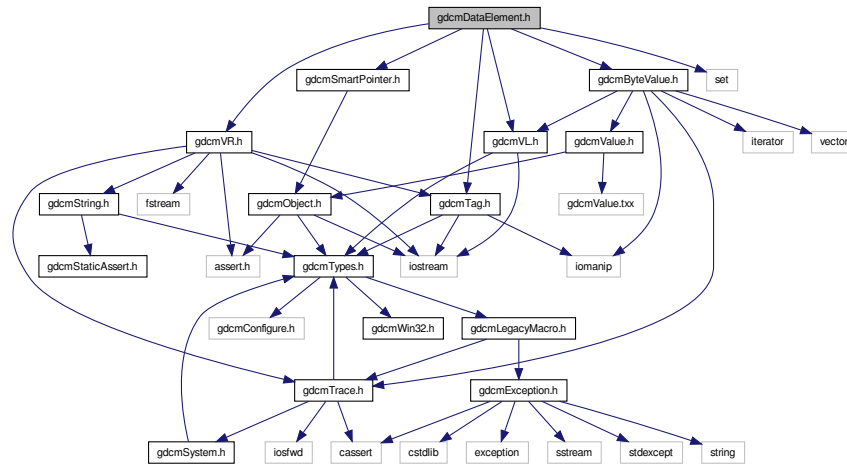 gdcmDataElement.h
gdcmSmartPointer.h
gdcmByteValue.h
set
gdcmVR.h
gdcmVL.h
gdcmValue.h
iterator
vector
gdcmString.h
fstream
gdcmObject.h
gdcmTag.h
gdcmValue.txx
gdcmStaticAssert.h
assert.h
gdcmTypes.h
iostream
iomanip
gdcmConfigure.h
gdcmWin32.h
gdcmLegacyMacro.h
gdcmTrace.h
gdcmException.h
gdcmSystem.h
iosfwd
cassert
cstdlib
exception
sstream
stdexcept
string